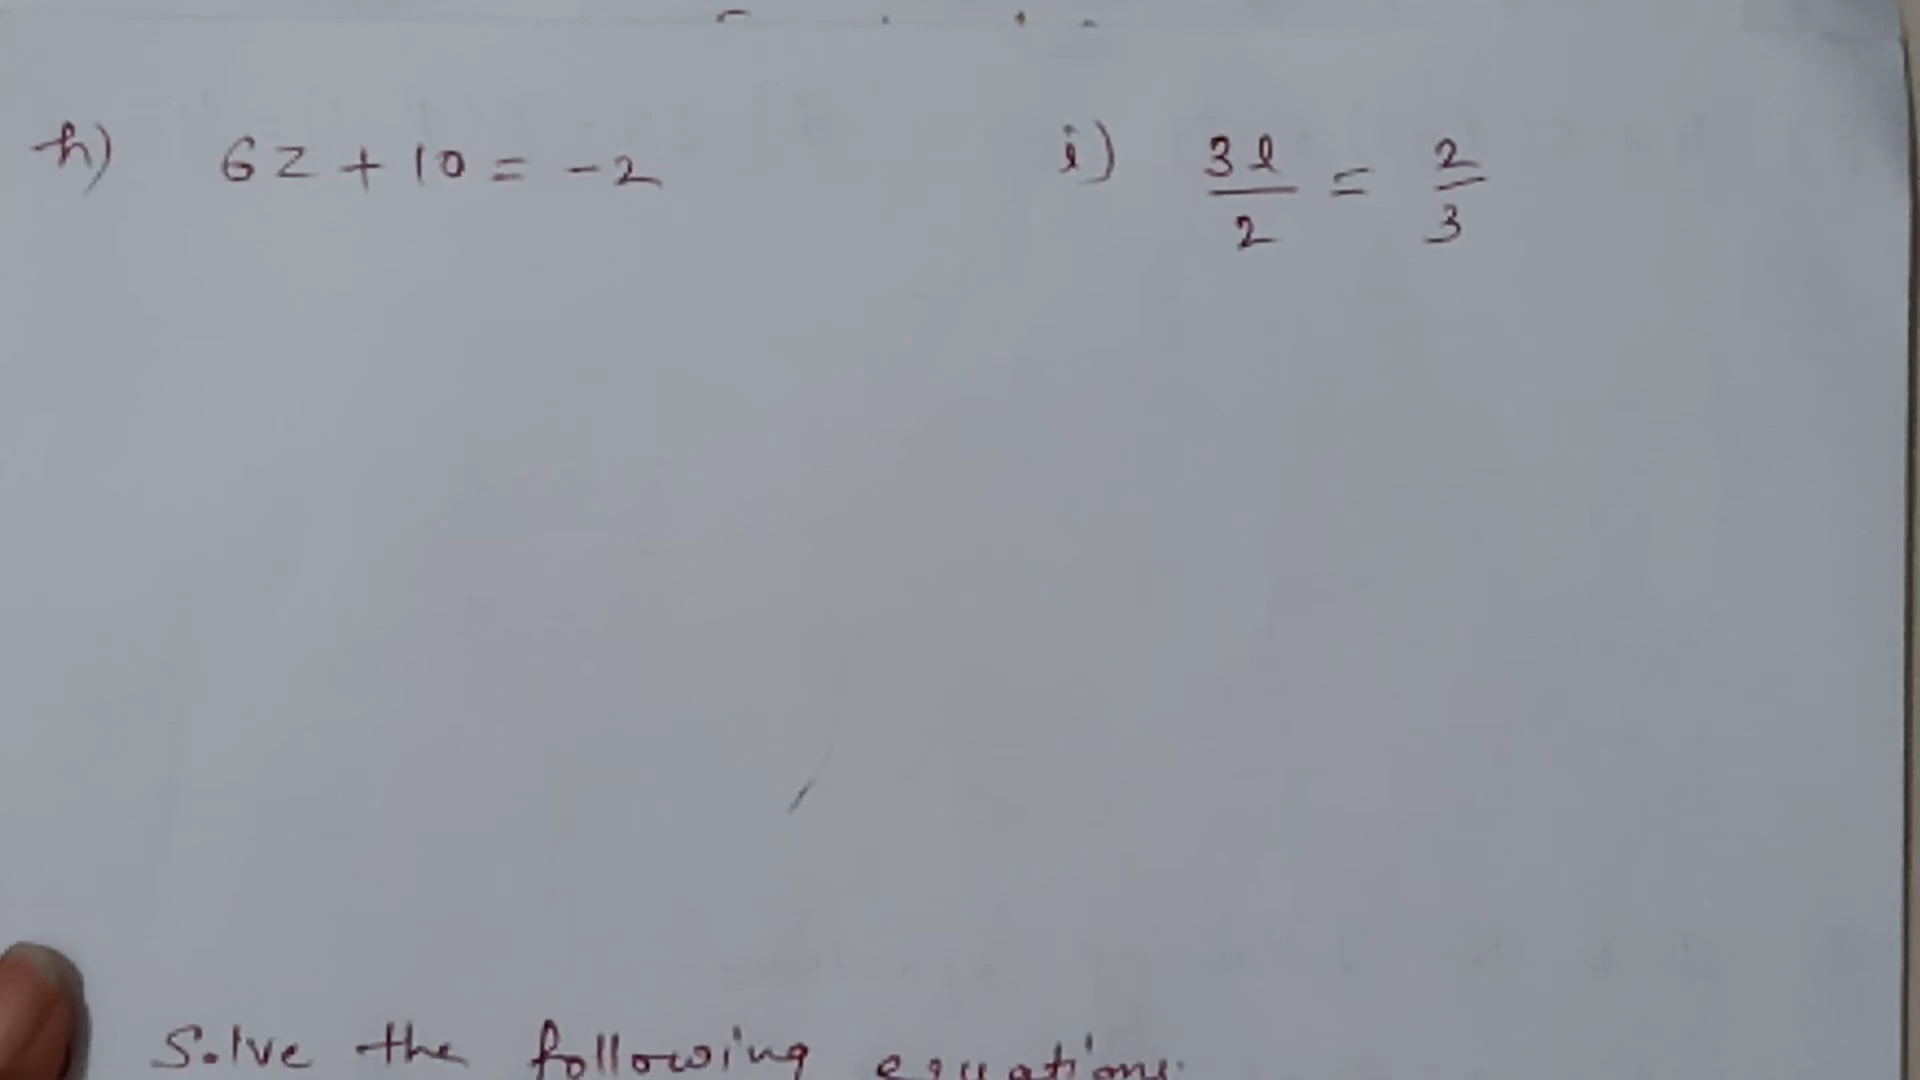 h) 6z + 10 = -2
i) 3l/2 = 2/3
Solve the following equations.